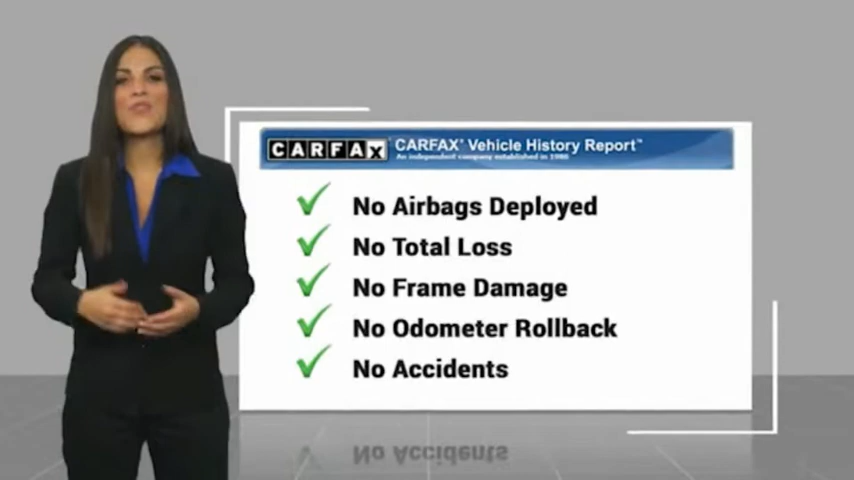 CARFAX CARFAX® Vehicle History Report™
An independent company established in 1986
No Airbags Deployed
No Total Loss
No Frame Damage
No Odometer Rollback
No Accidents
No Accidents